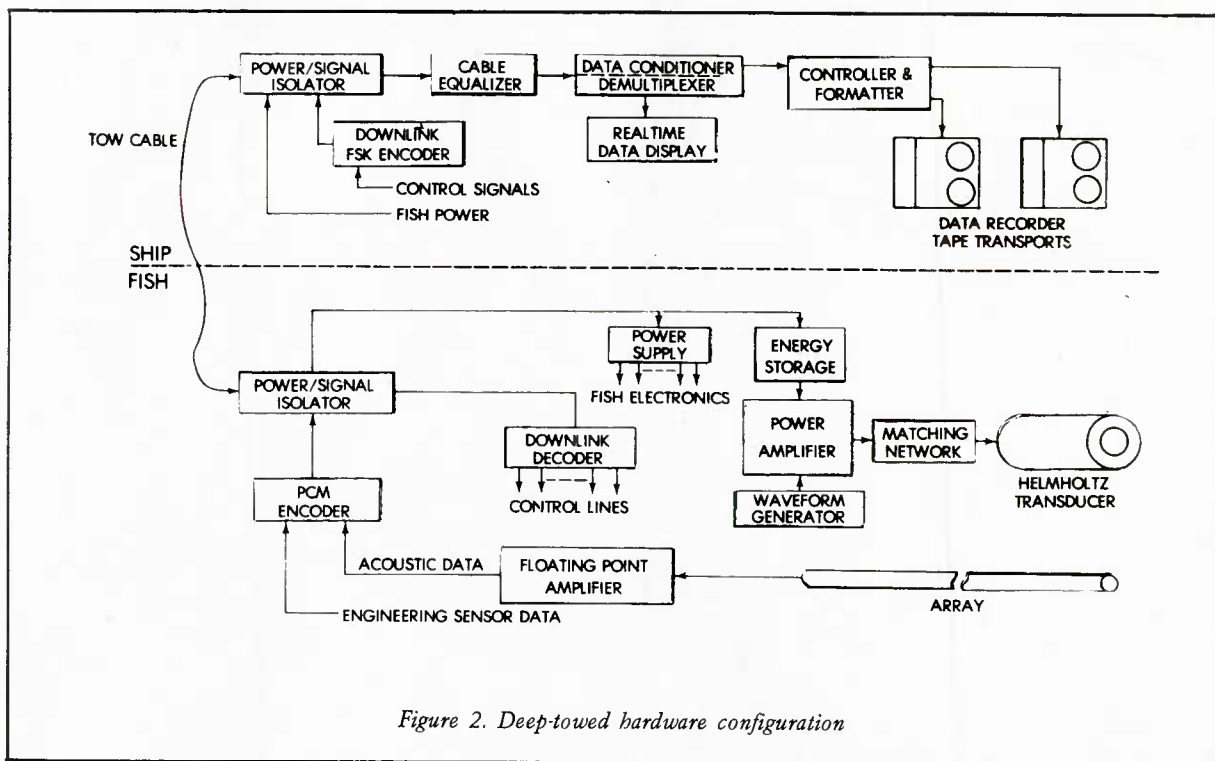 POWER/SIGNAL
ISOLATOR
CABLE
EQUALIZER
DATA CONDITIONER
DEMULTIPLEXER
CONTROLLER &
FORMATTER
TOW CABLE
DOWNLINK
FSK ENCODER
REALTIME
DATA DISPLAY
CONTROL SIGNALS
FISH POWER
DATA RECORDER
TAPE TRANSPORTS
SHIP
FISH
POWER
SUPPLY
ENERGY
STORAGE
POWER/SIGNAL
ISOLATOR
FISH ELECTRONICS
DOWNLINK
DECODER
POWER
AMPLIFIER
MATCHING
NETWORK
HELMHOLTZ
TRANSDUCER
PCM
ENCODER
CONTROL LINES
WAVEFORM
GENERATOR
ACOUSTIC DATA
FLOATING POINT
AMPLIFIER
ARRAY
ENGINEERING SENSOR DATA
Figure 2. Deep-towed hardware configuration